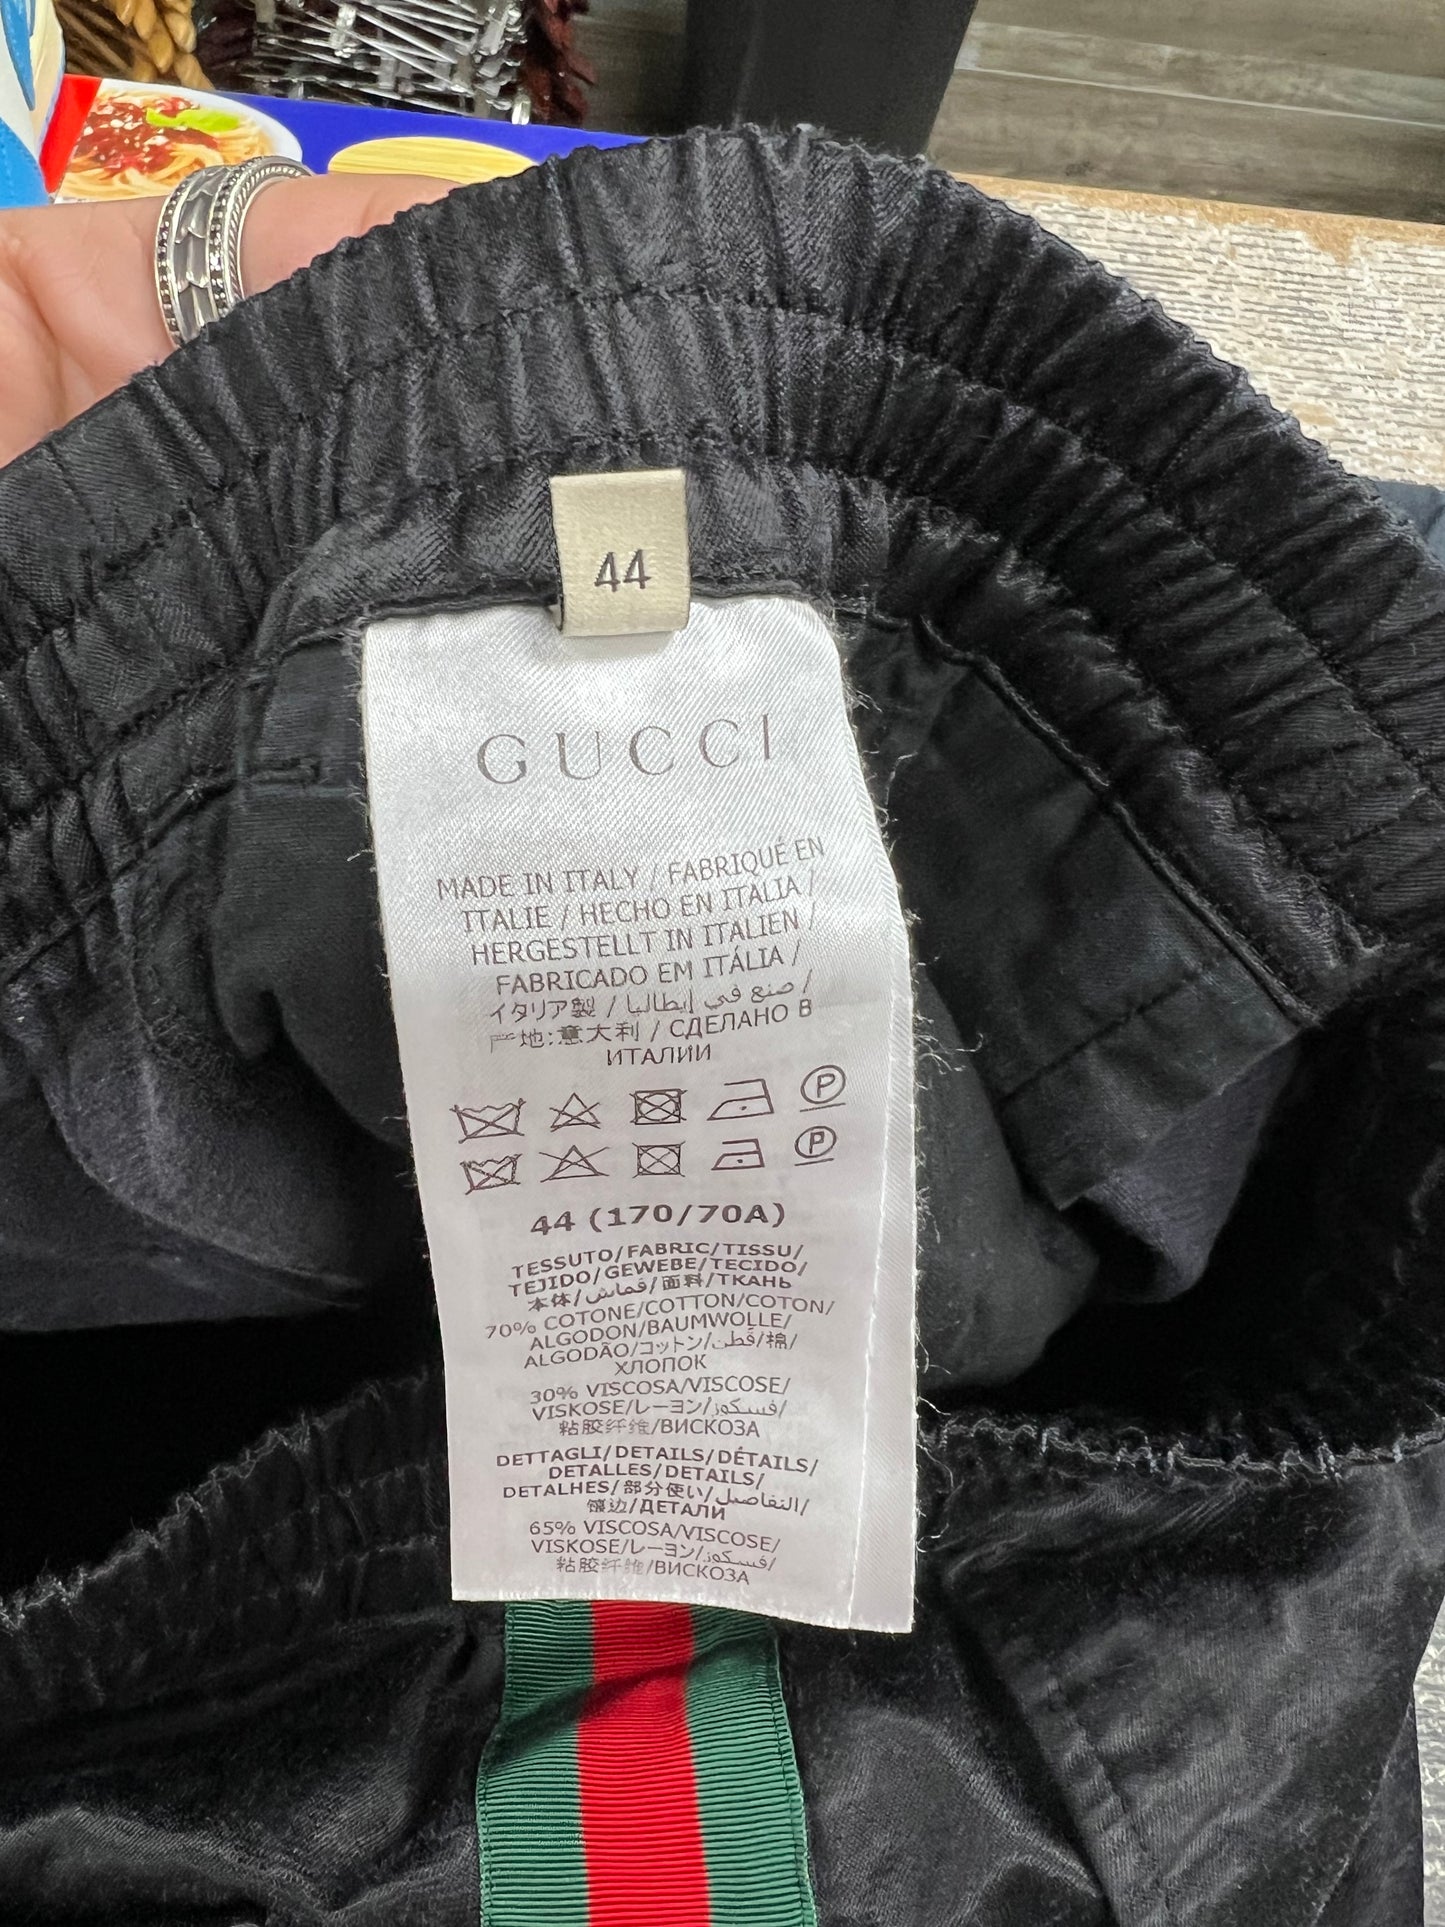 44
GUCCI
MADE IN ITALY / FABRIQUÉ EN
ITALIE / HECHO EN ITALIA /
HERGESTELLT IN ITALIEN /
FABRICADO EM ITÁLIA /
イタリア製 / صنع في إيطاليا /
产地:意大利 / СДЕЛАНО В
ИТАЛИИ
P
P
44 (170/70A)
TESSUTO/FABRIC/TISSU/
TEJIDO/GEWEBE/TECIDO/
本体/قماش/面料/ТКАНЬ
70% COTONE/COTTON/COTON/
ALGODON/BAUMWOLLE/
ALGODÃO/コットン/قطن/棉/
ХЛОПОК
30% VISCOSA/VISCOSE/
VISKOSE/レーヨン/فسكوز/
粘胶纤维/ВИСКОЗА
DETTAGLI/DETAILS/DÉTAILS/
DETALLES/DETAILS/
DETALHES/部分使い/التفاصيل/
镶边/ДЕТАЛИ
65% VISCOSA/VISCOSE/
VISKOSE/レーヨン/فسكوز/
粘胶纤维/ВИСКОЗА